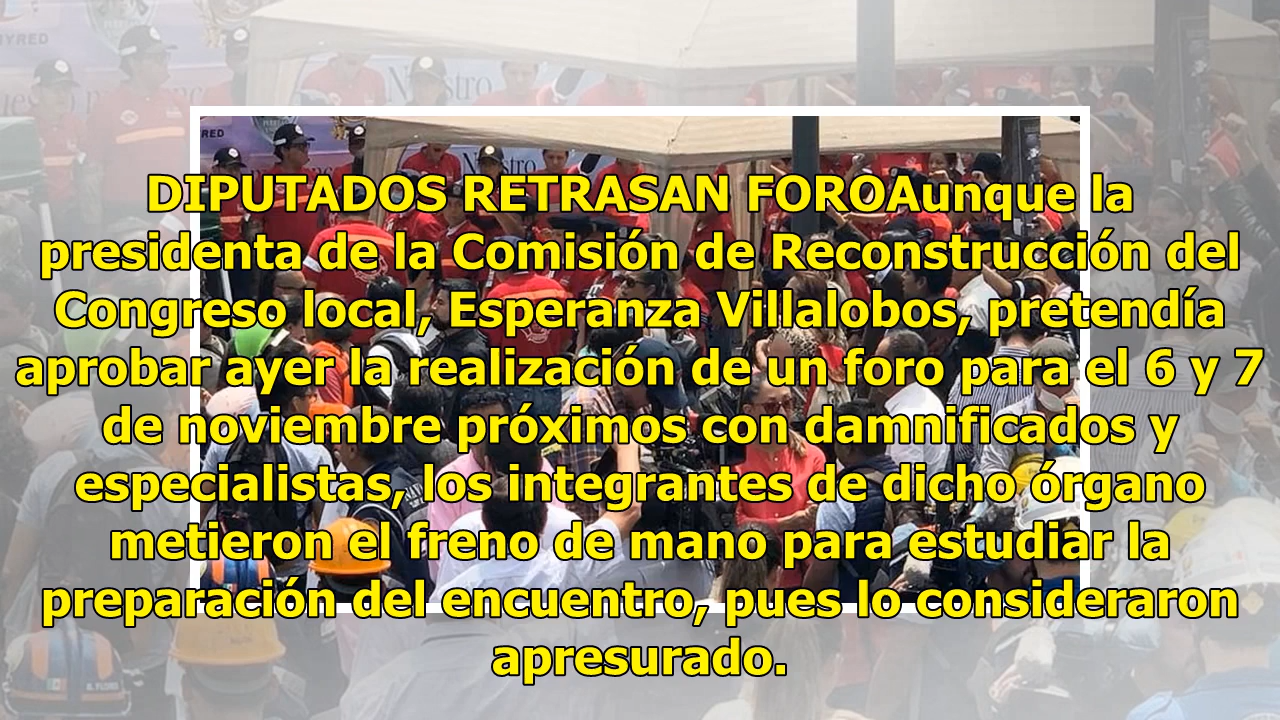 DIPUTADOS RETRASAN FOROAunque la
presidenta de la Comisión de Reconstrucción del
Congreso local, Esperanza Villalobos, pretendía
aprobar ayer la realización de un foro para el 6 y 7
de noviembre próximos con damnificados y
especialistas, los integrantes de dicho órgano
metieron el freno de mano para estudiar la
preparación del encuentro, pues lo consideraron
apresurado.